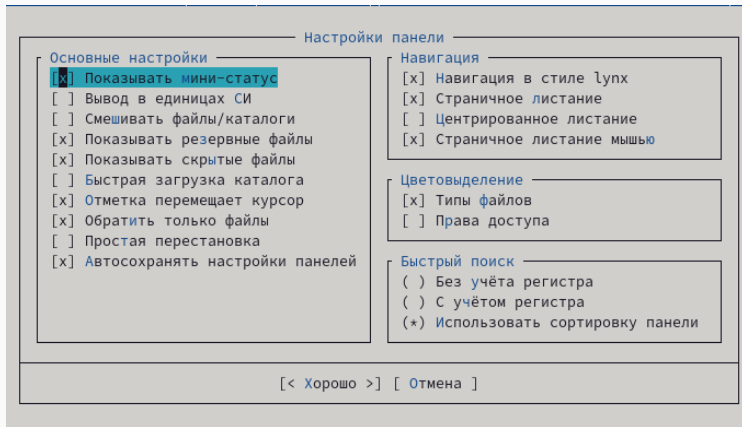 Настройки панели
Основные настройки
[x] Показывать мини-статус
[ ] Вывод в единицах СИ
[ ] Смешивать файлы/каталоги
[x] Показывать резервные файлы
[x] Показывать скрытые файлы
[ ] Быстрая загрузка каталога
[x] Отметка перемещает курсор
[x] Обратить только файлы
[ ] Простая перестановка
[x] Автосохранять настройки панелей
Навигация
[x] Навигация в стиле lynx
[x] Страничное листание
[ ] Центрированное листание
[x] Страничное листание мышью
Цветовыделение
[x] Типы файлов
[ ] Права доступа
Быстрый поиск
( ) Без учёта регистра
( ) С учётом регистра
(*) Использовать сортировку панели
[< Хорошо >] [ Отмена ]